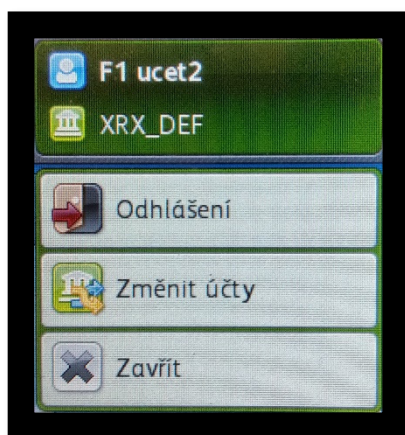 F1 ucet2
XRX_DEF
Odhlášení
Změnit účty
Zavřít